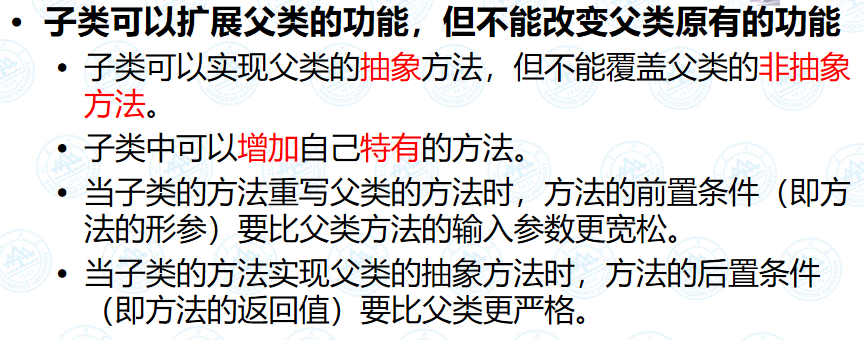 • 子类可以扩展父类的功能，但不能改变父类原有的功能
• 子类可以实现父类的抽象方法，但不能覆盖父类的非抽象
方法。
• 子类中可以增加自己特有的方法。
• 当子类的方法重写父类的方法时，方法的前置条件（即方
法的形参）要比父类方法的输入参数更宽松。
• 当子类的方法实现父类的抽象方法时，方法的后置条件
（即方法的返回值）要比父类更严格。